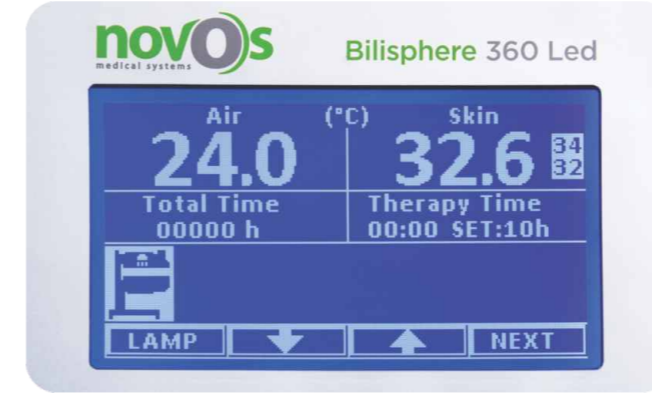 novOs
medical systems
Bilisphere 360 Led
Air (°C) Skin
24.0 32.6 34
32
Total Time Therapy Time
00000 h 00:00 SET:10h
LAMP NEXT